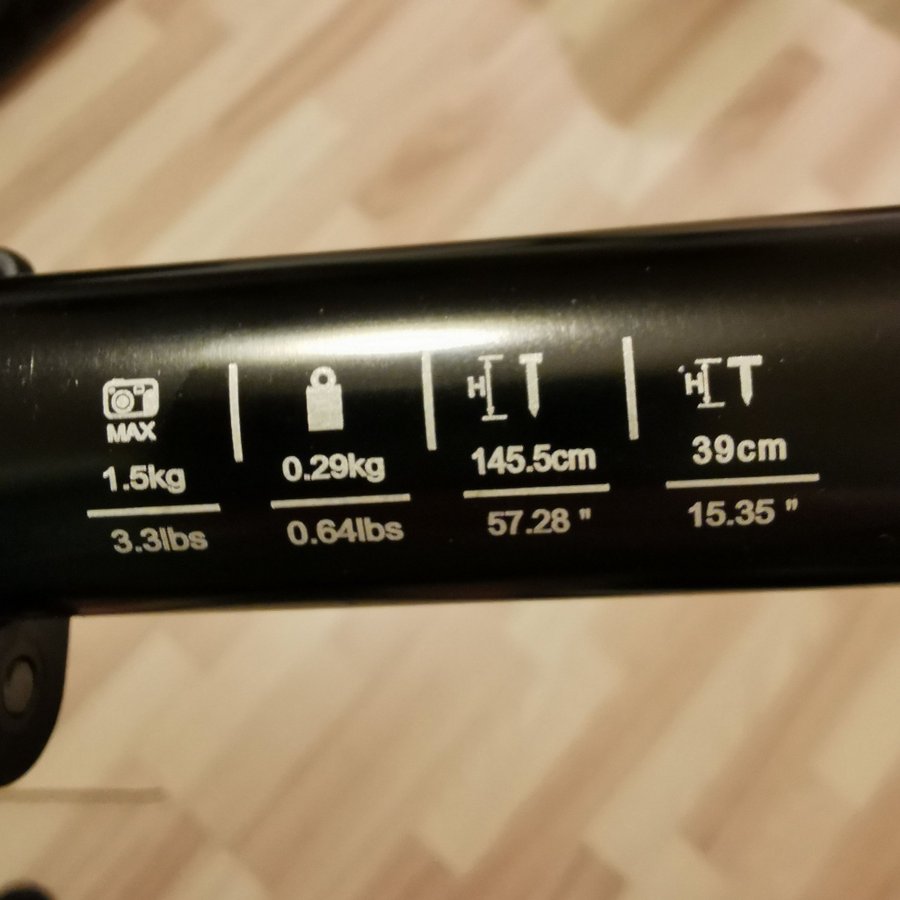 MAX
1.5kg
3.3lbs
0.29kg
0.64lbs
H
145.5cm
57.28 "
H
39cm
15.35 "